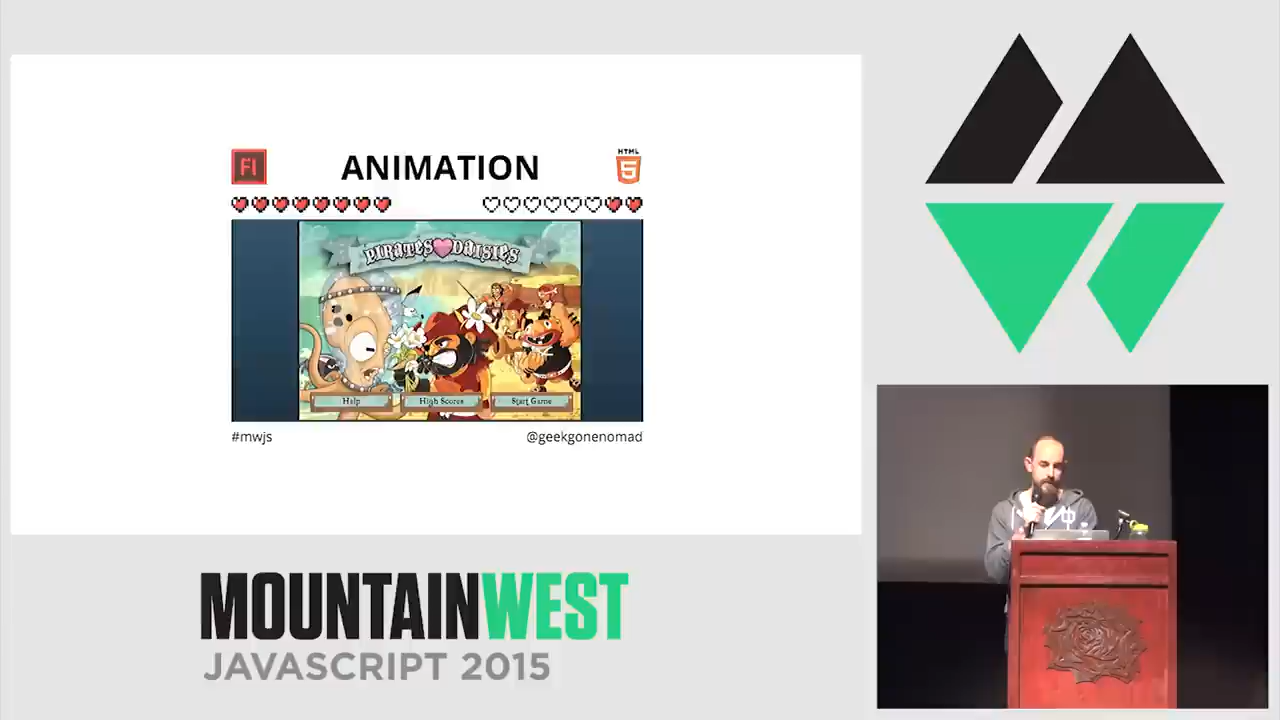 Fl
ANIMATION
HTML
5
PIRATES DAISIES
Help
High Scores
Start Game
#mwjs
@geekgonenomad
MOUNTAINWEST
JAVASCRIPT 2015